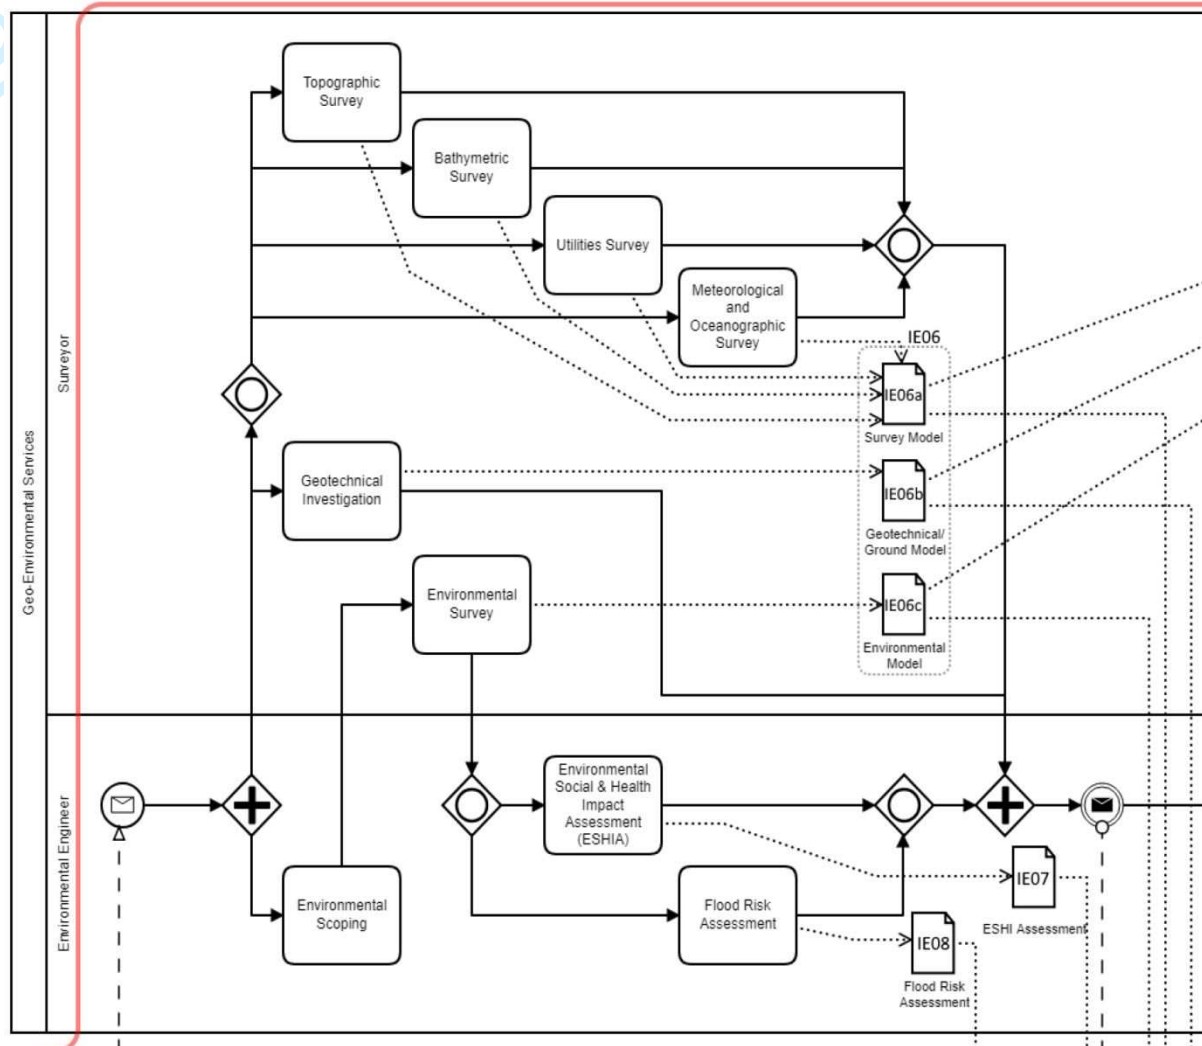 Geo-Environmental Services
Surveyor
Topographic
Survey
Bathymetric
Survey
Utilities Survey
Meteorological
and
Oceanographic
Survey
IE06
IE06a
Survey Model
Geotechnical
Investigation
IE06b
Geotechnical/
Ground Model
Environmental
Survey
IE06c
Environmental
Model
Environmental Engineer
Environmental
Social & Health
Impact
Assessment
(ESHIA)
Environmental
Scoping
Flood Risk
Assessment
IE07
ESHI Assessment
IE08
Flood Risk
Assessment